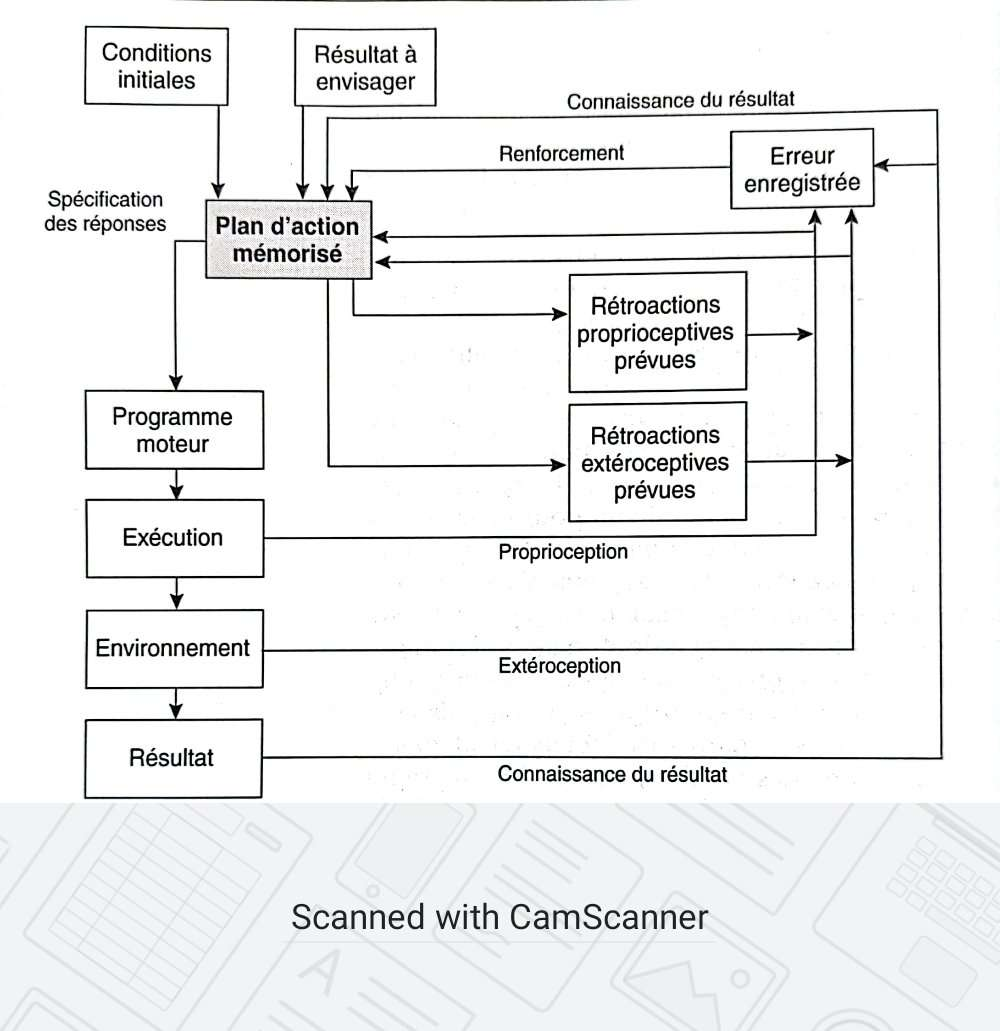 Conditions
initiales
Résultat à
envisager
Connaissance du résultat
Renforcement
Erreur
enregistrée
Spécification
des réponses
Plan d'action
mémorisé
Rétroactions
proprioceptives
prévues
Programme
moteur
Rétroactions
extéroceptives
prévues
Exécution
Proprioception
Environnement
Extéroception
Résultat
Connaissance du résultat
Scanned with CamScanner